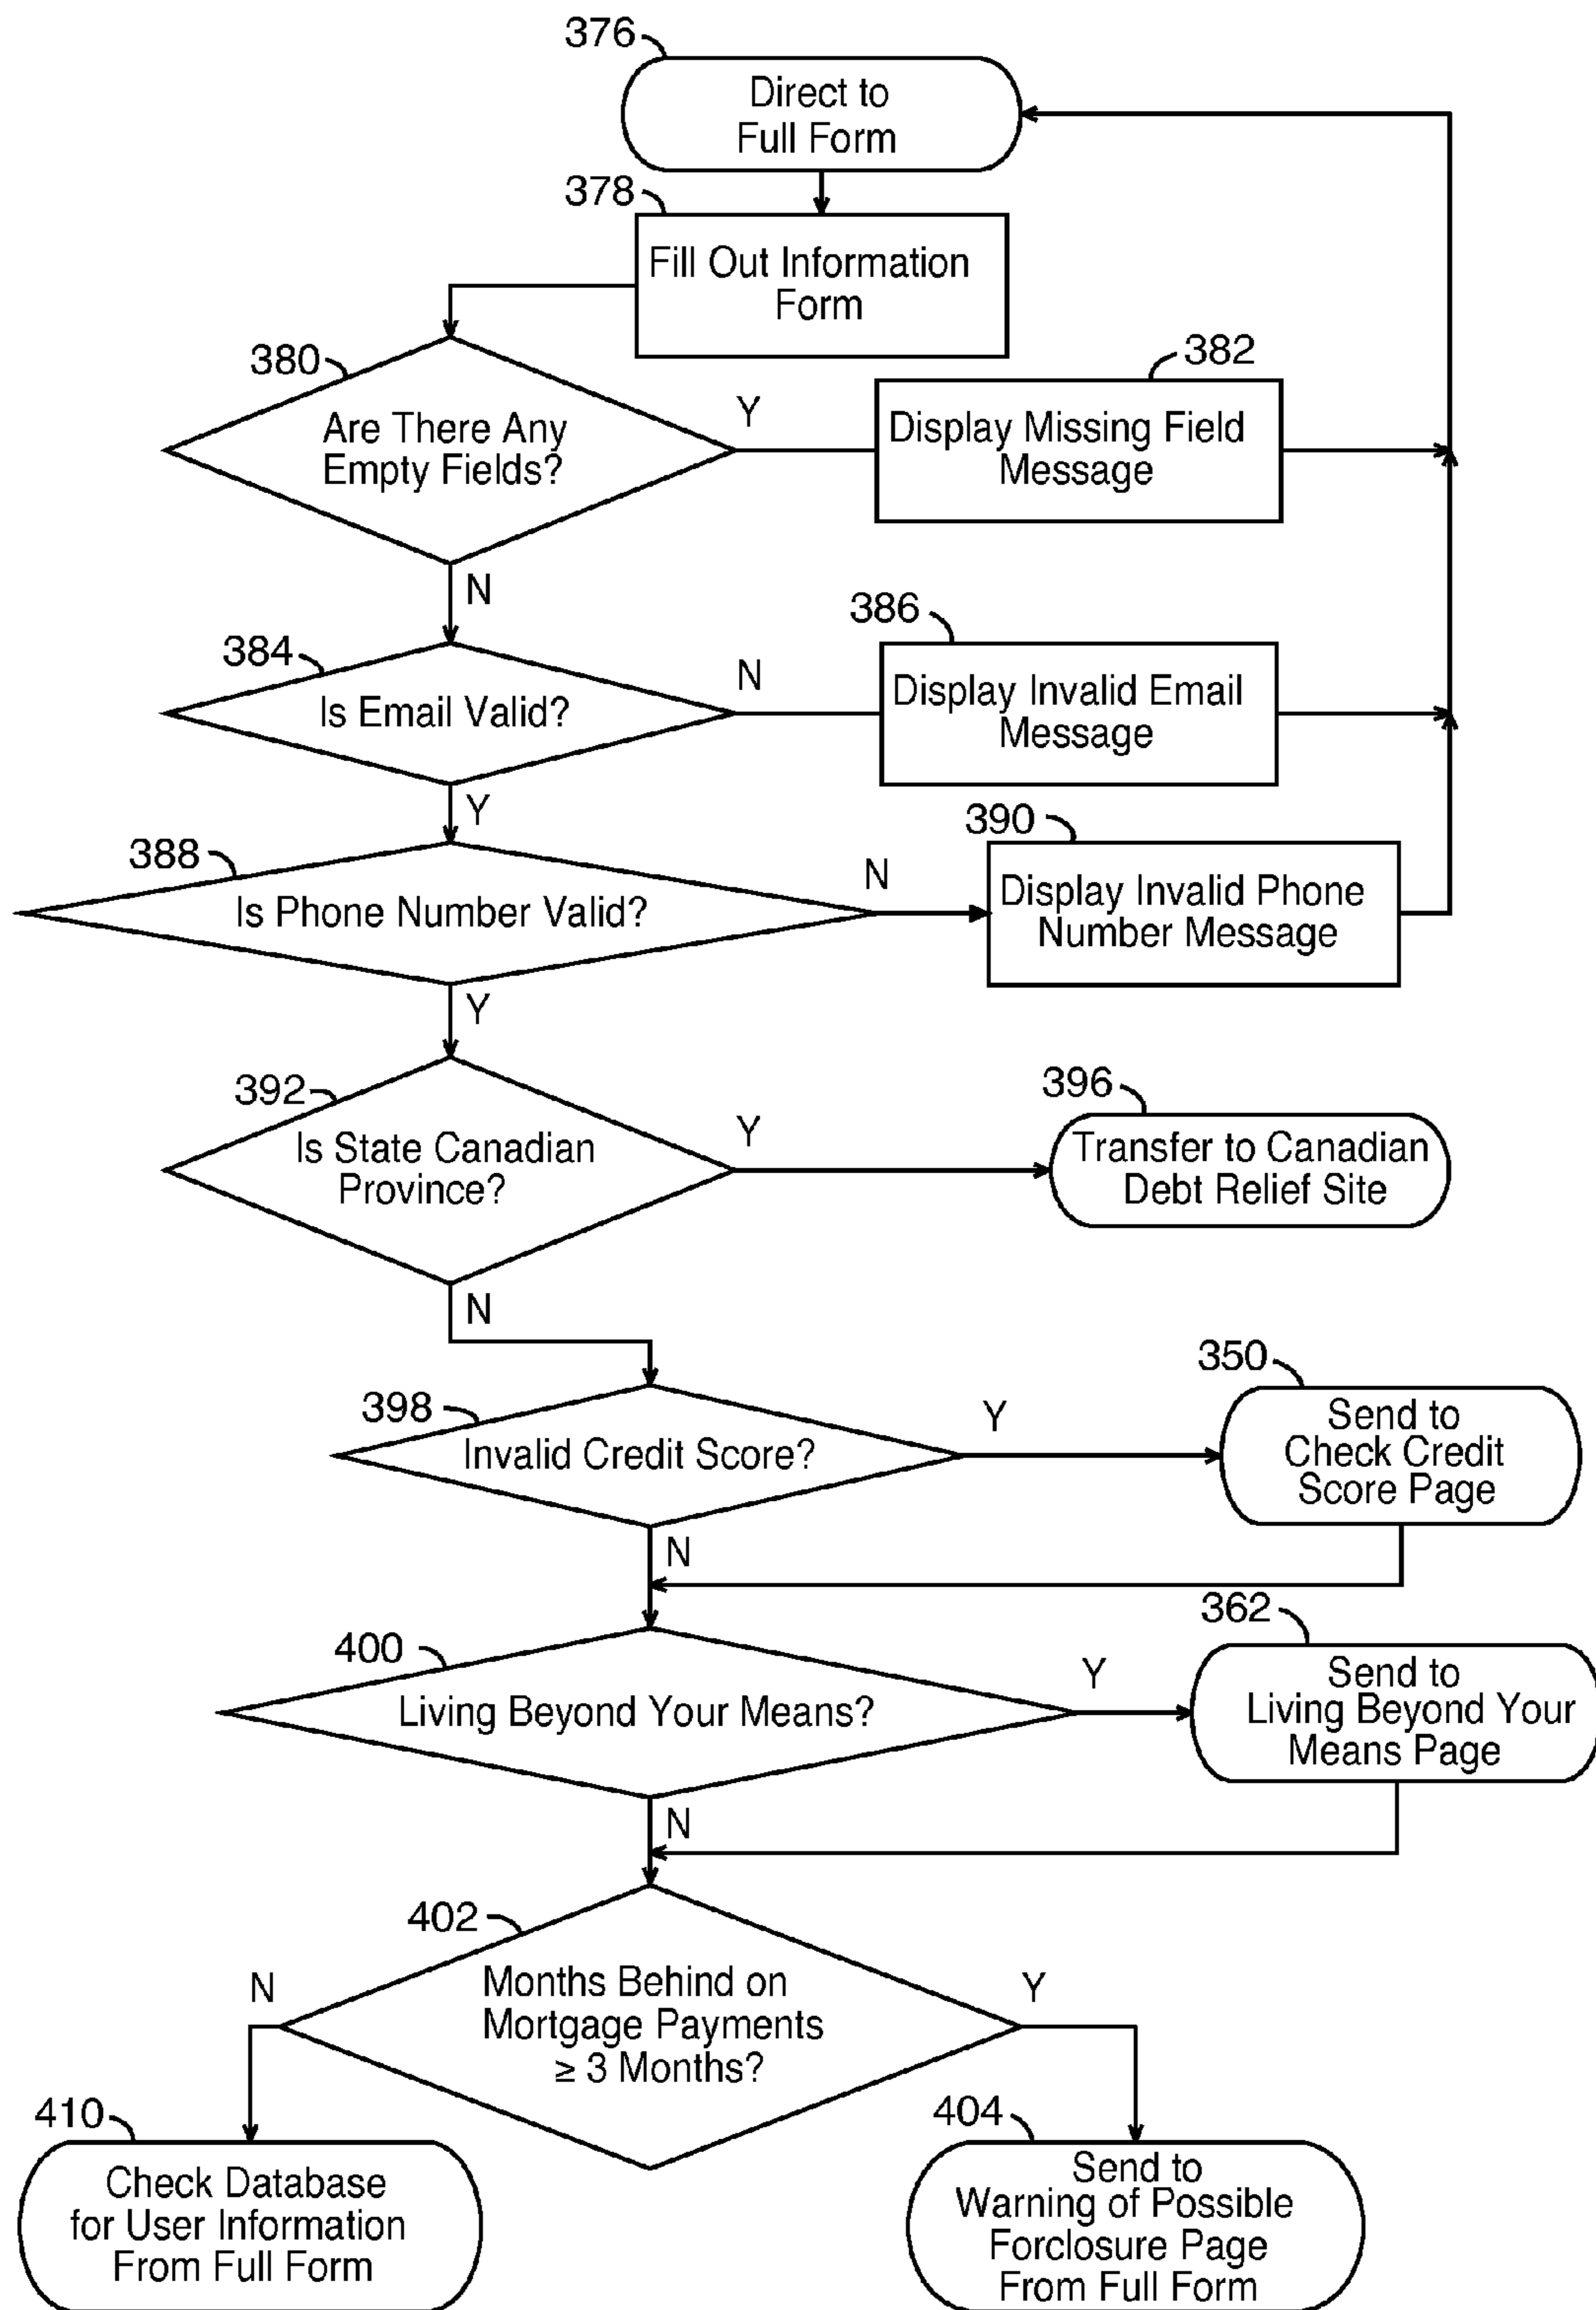 376
Direct to
Full Form
378
Fill Out Information
Form
380
Are There Any
Empty Fields?
Y
382
Display Missing Field
Message
N
384
Is Email Valid?
N
386
Display Invalid Email
Message
Y
388
Is Phone Number Valid?
N
390
Display Invalid Phone
Number Message
Y
392
Is State Canadian
Province?
Y
396
Transfer to Canadian
Debt Relief Site
N
398
Invalid Credit Score?
Y
350
Send to
Check Credit
Score Page
N
400
Living Beyond Your Means?
Y
362
Send to
Living Beyond Your
Means Page
N
402
Months Behind on
Mortgage Payments
≥ 3 Months?
N
Y
410
Check Database
for User Information
From Full Form
404
Send to
Warning of Possible
Forclosure Page
From Full Form